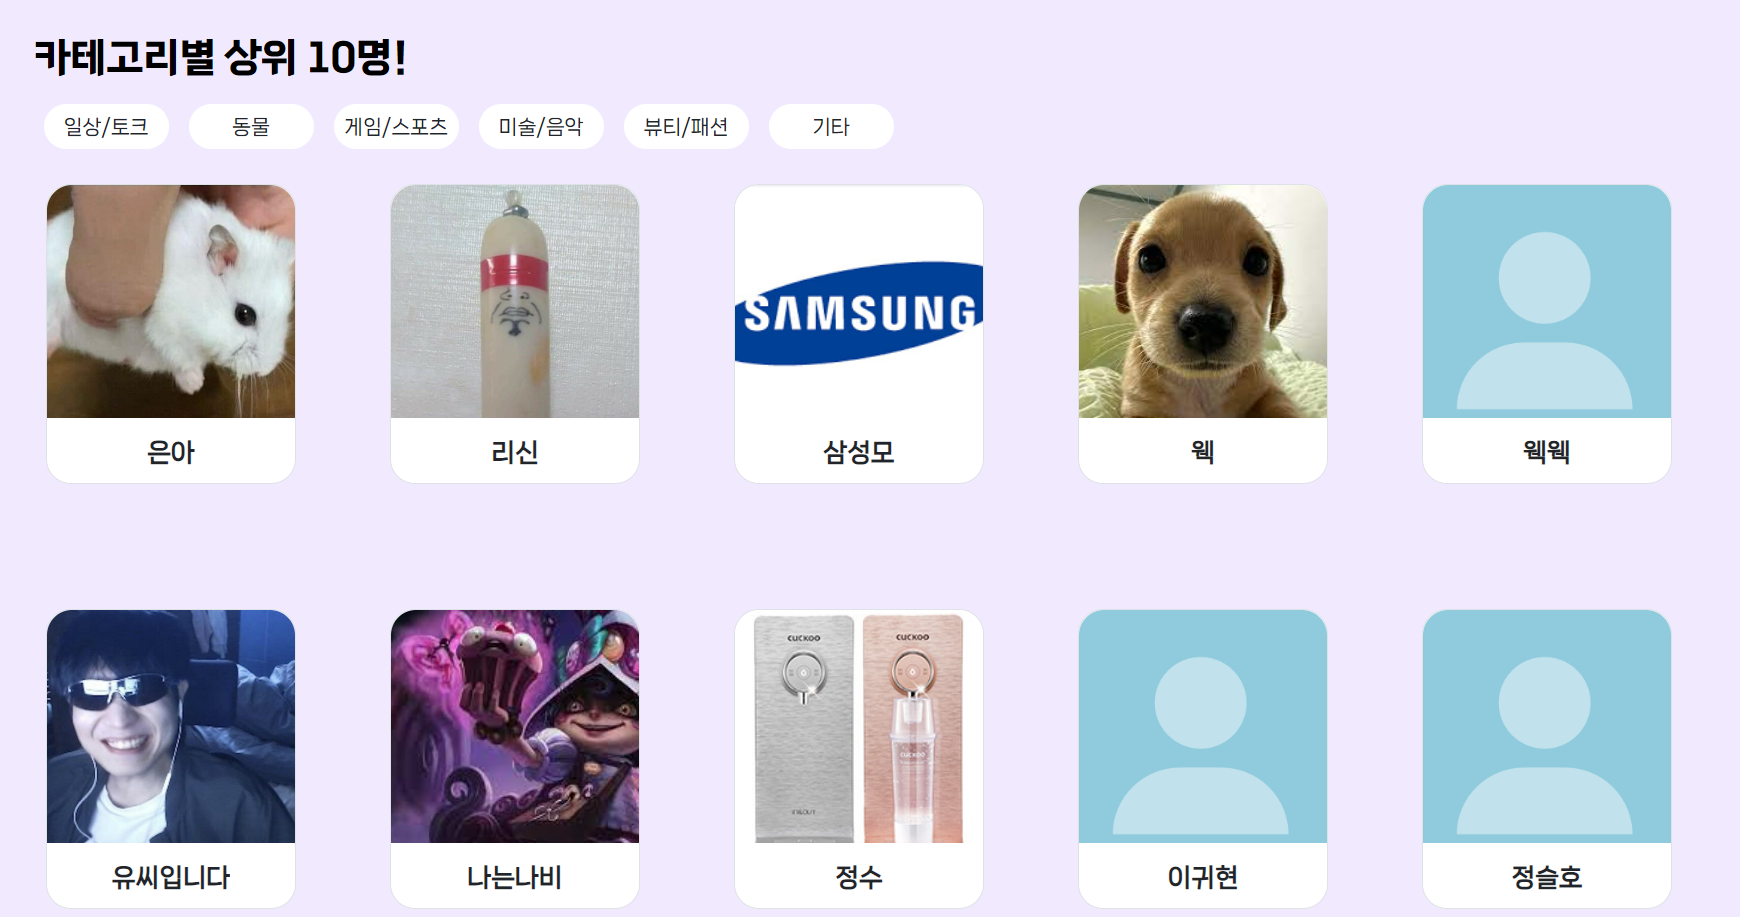 카테고리별 상위 10명!
일상/토크 동물 게임/스포츠 미술/음악 뷰티/패션 기타
SAMSUNG
은아 리신 삼성모 웩 웩웩
CUCKOO CUCKOO
CUCKOO
유씨입니다 나는나비 정수 이귀현 정슬호